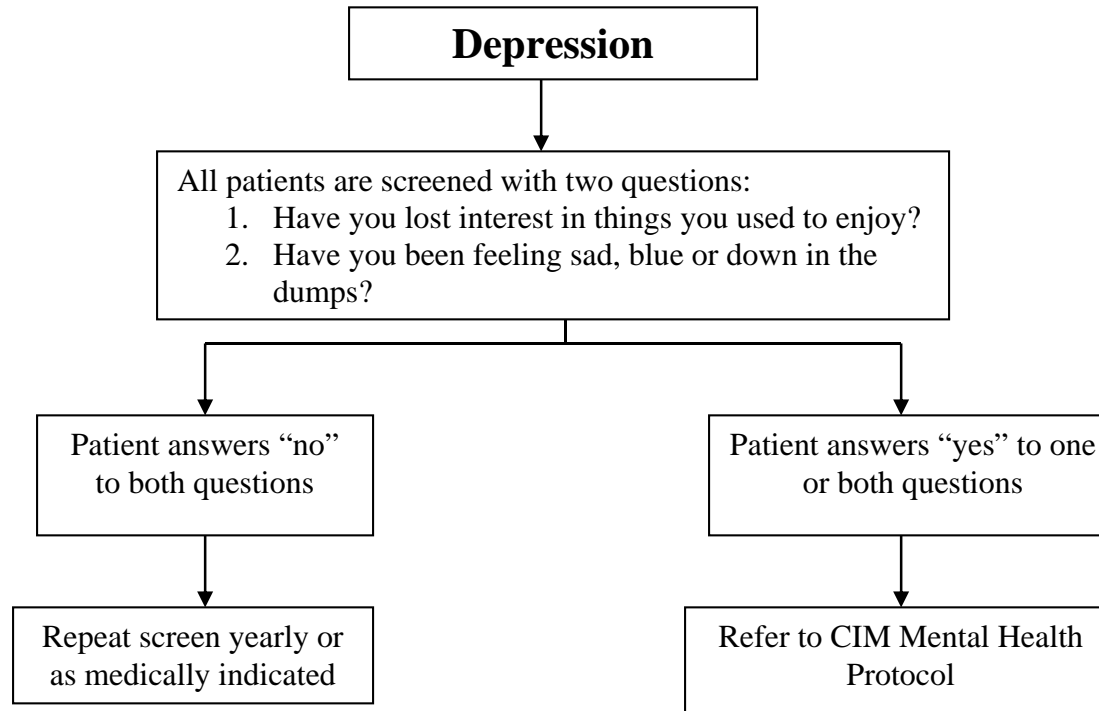 Depression
All patients are screened with two questions:
1. Have you lost interest in things you used to enjoy?
2. Have you been feeling sad, blue or down in the
dumps?
Patient answers “no”
to both questions
Patient answers “yes” to one
or both questions
Repeat screen yearly or
as medically indicated
Refer to CIM Mental Health
Protocol